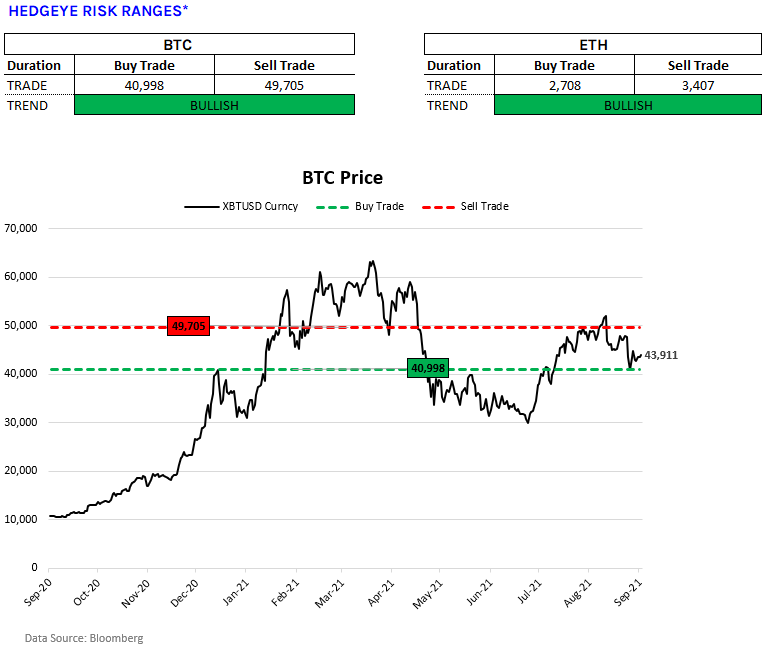 HEDGEYE RISK RANGES*
BTC
Duration Buy Trade Sell Trade
TRADE 40,998 49,705
TREND BULLISH
ETH
Duration Buy Trade Sell Trade
TRADE 2,708 3,407
TREND BULLISH
BTC Price
XBTUSD Curncy Buy Trade Sell Trade
70,000
60,000
50,000
40,000
30,000
20,000
10,000
0
49,705
40,998
43,911
Sep-20 Oct-20 Nov-20 Dec-20 Jan-21 Feb-21 Mar-21 Apr-21 May-21 Jun-21 Jul-21 Aug-21 Sep-21
Data Source: Bloomberg